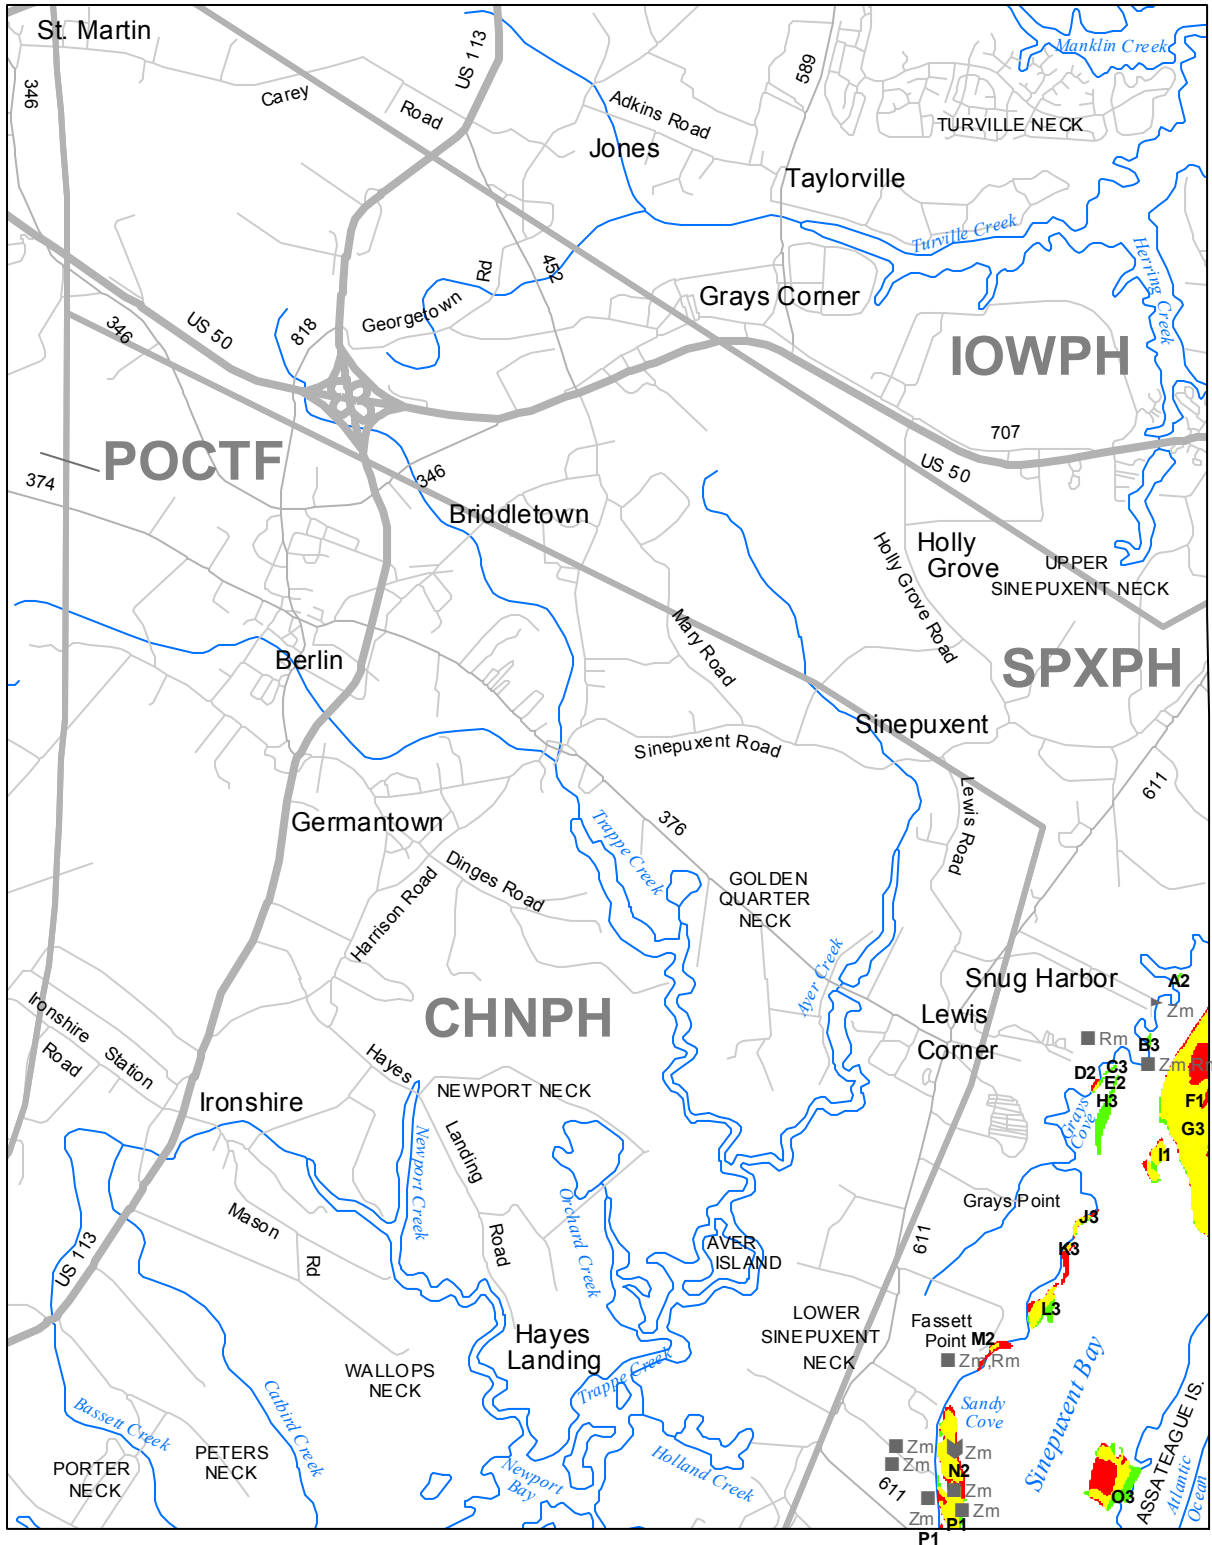 St. Martin
US 113
346
Carey
Road
Adkins Road
589
Manklin Creek
TURVILLE NECK
Jones
Taylorville
Turville Creek
Herring Creek
452
Georgetown
Rd
Grays Corner
346
US 50
818
IOWPH
707
US 50
POCTF
374
346
Briddletown
Holly
Grove
UPPER
SINEPUXENT NECK
Holly Grove Road
Mary Road
Berlin
SPXPH
Sinepuxent
Sinepuxent Road
611
Lewis Road
Germantown
Trappe Creek
376
Dinges Road
Harrison Road
GOLDEN
QUARTER
NECK
Ayer Creek
Snug Harbor
A2
Zm
Ironshire
Road
Station
CHNPH
Lewis
Corner
Rm
B3
Zm,Rm
C3
D2
E2
H3
F1
G3
I1
Grays
Cove
Hayes
NEWPORT NECK
Ironshire
Landing
Road
Newport Creek
Orchard Creek
Grays Point
J3
K3
Mason
Rd
US 113
611
AYER
ISLAND
L3
LOWER
SINEPUXENT
NECK
Fassett
Point
M2
Zm,Rm
Hayes
Landing
Trappe Creek
WALLOPS
NECK
Catbird Creek
Bassett Creek
PETERS
NECK
PORTER
NECK
Newport
Bay
Holland Creek
Sandy
Cove
Sinepuxent Bay
ASSATEAGUE IS.
Atlantic
Ocean
Zm
Zm
Zm
N2
611
Zm
Zm
Zm
P1
P1
O3